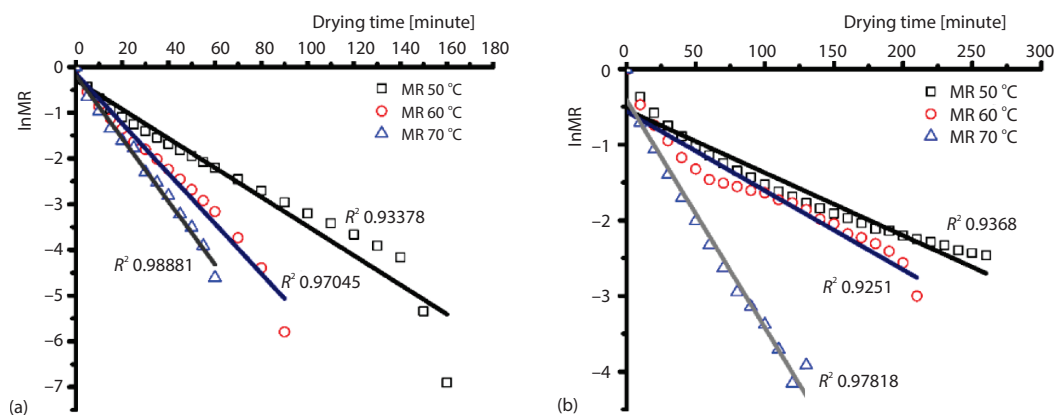 Drying time [minute]
0 20 40 60 80 100 120 140 160 180
0
−1
−2
−3
−4
−5
−6
−7
lnMR
MR 50 °C
MR 60 °C
MR 70 °C
R² 0.93378
R² 0.98881
R² 0.97045
(a)
Drying time [minute]
0 50 100 150 200 250 300
0
−1
−2
−3
−4
lnMR
MR 50 °C
MR 60 °C
MR 70 °C
R² 0.9368
R² 0.9251
R² 0.97818
(b)